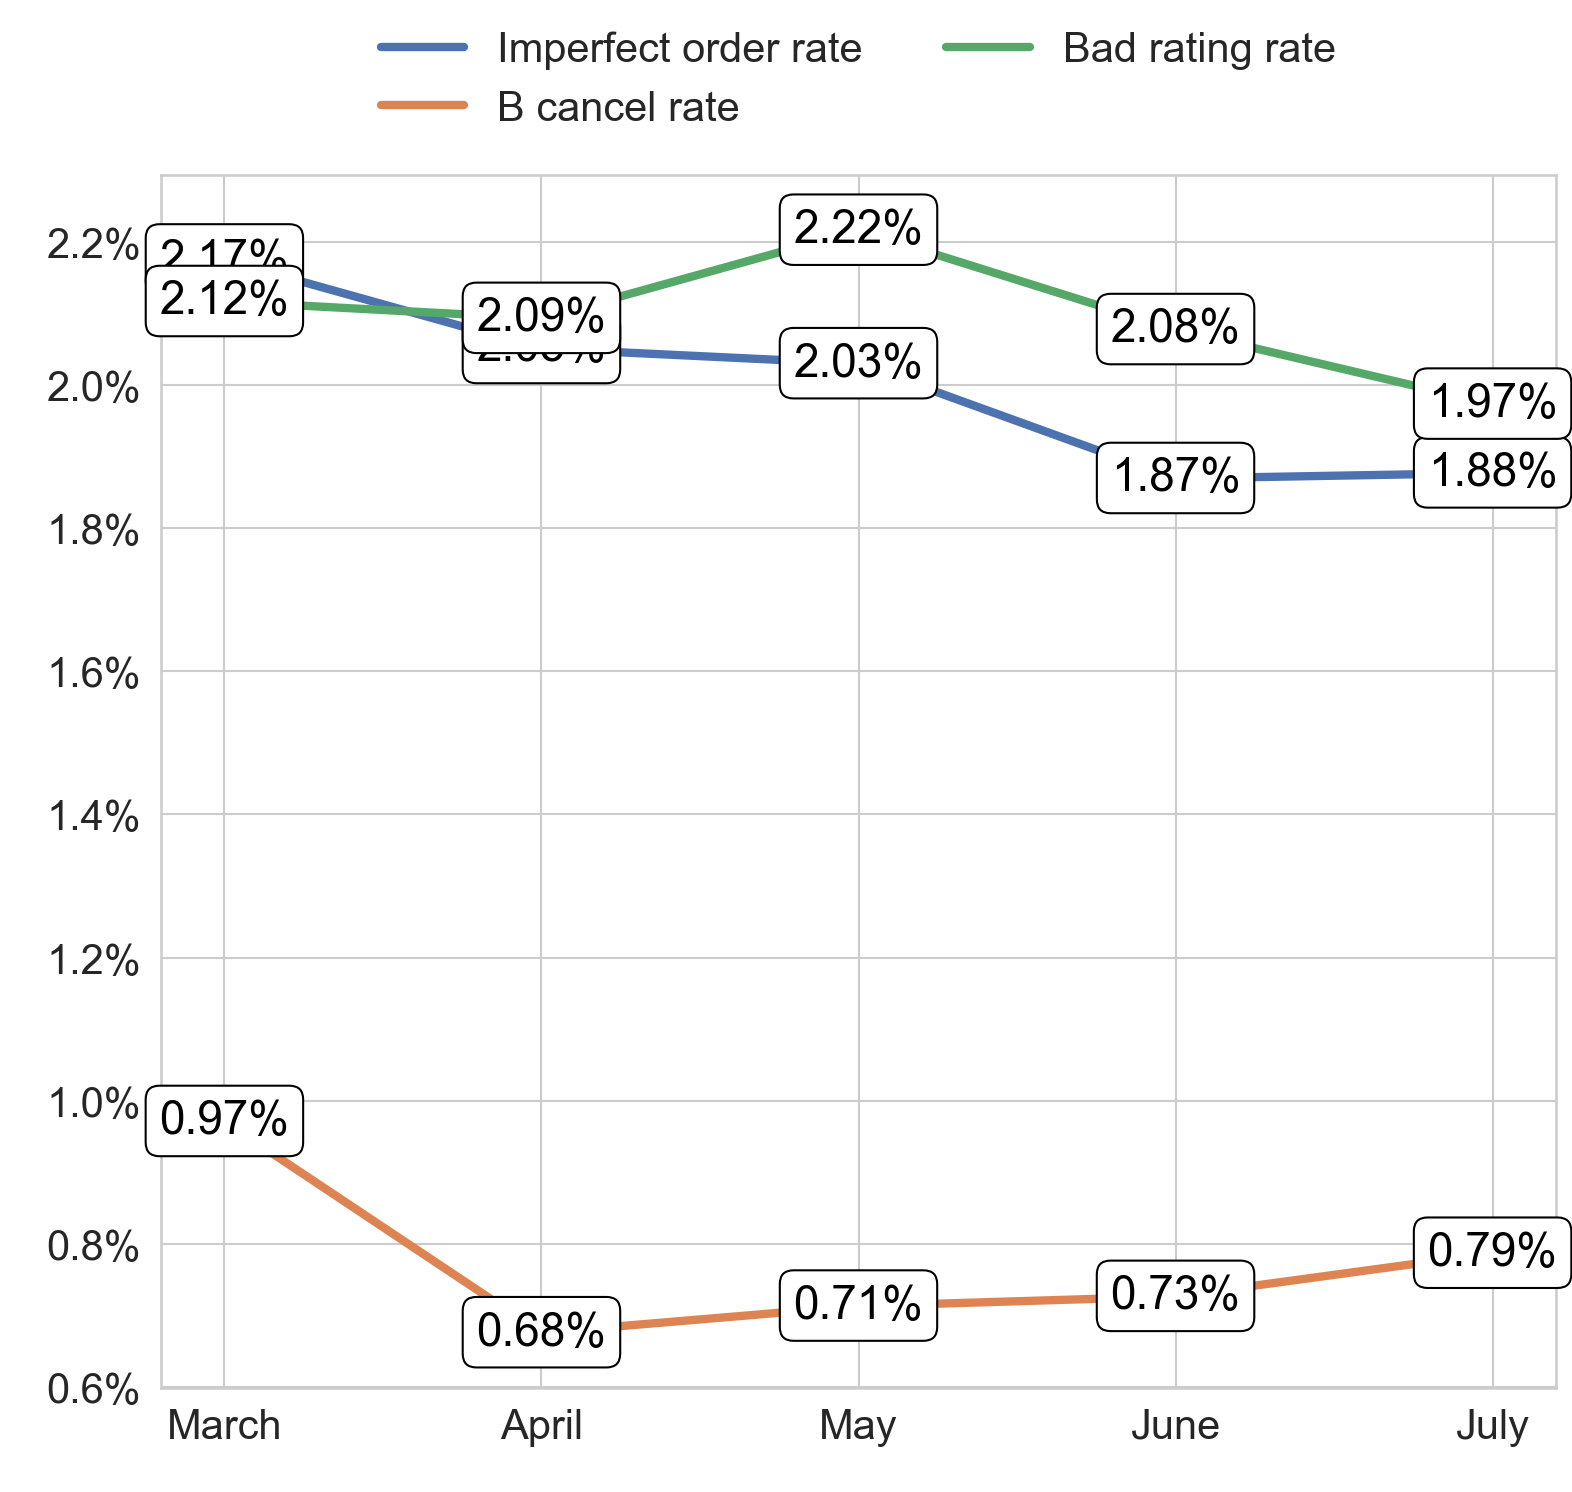 Imperfect order rate
Bad rating rate
B cancel rate
2.2%
2.0%
1.8%
1.6%
1.4%
1.2%
1.0%
0.8%
0.6%
2.17%
2.12%
2.09%
2.22%
2.03%
2.08%
1.87%
1.97%
1.88%
0.97%
0.68%
0.71%
0.73%
0.79%
March
April
May
June
July